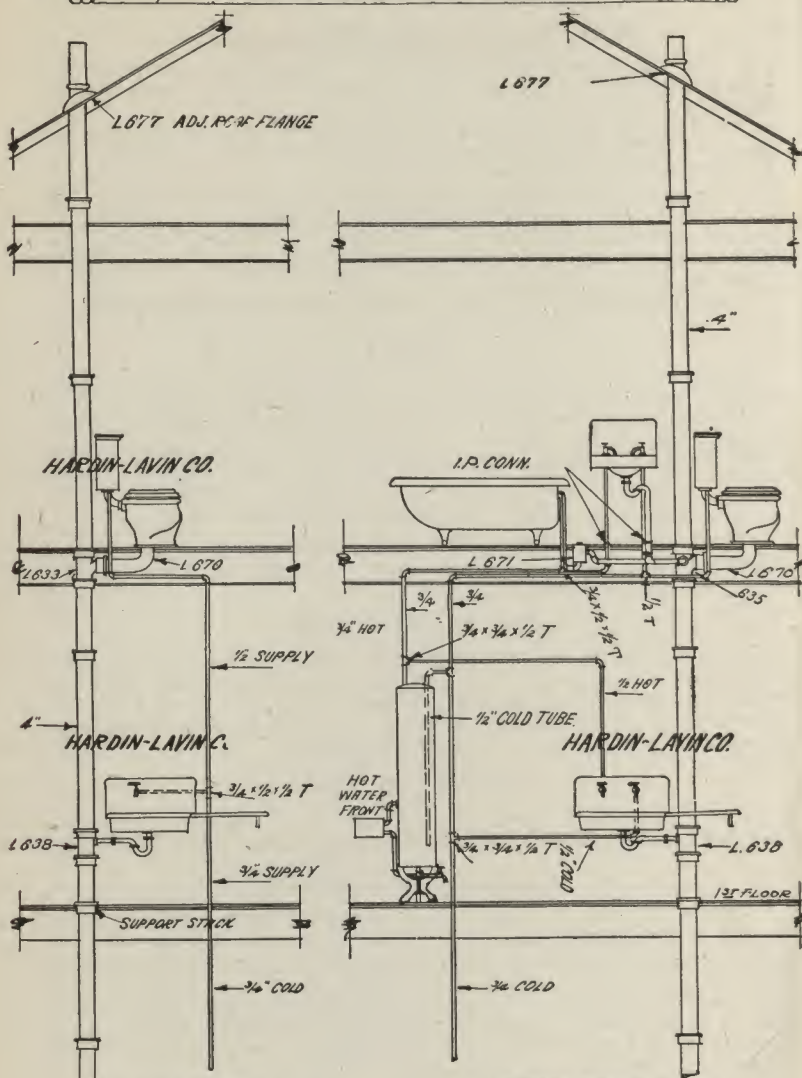 L677
L677 ADJ. ROOF FLANGE
4"
HARDIN-LAVIN CO.
I.P. CONN.
L633
L670
L671
L670
635
3/4
3/4
3/4 x 1/2 x 1/2 T
1/2 T
3/4" HOT
3/4 x 3/4 x 1/2 T
1/2 SUPPLY
1/2 HOT
1/2" COLD TUBE
4"
HARDIN-LAVIN C.
HARDIN-LAVIN CO.
3/4 x 1/2 x 1/2 T
HOT
WATER
FRONT
L638
3/4 x 3/4 x 1/2 T
1/2" COLD
L.638
3/4" SUPPLY
1ST FLOOR
SUPPORT STACK
3/4" COLD
3/4 COLD